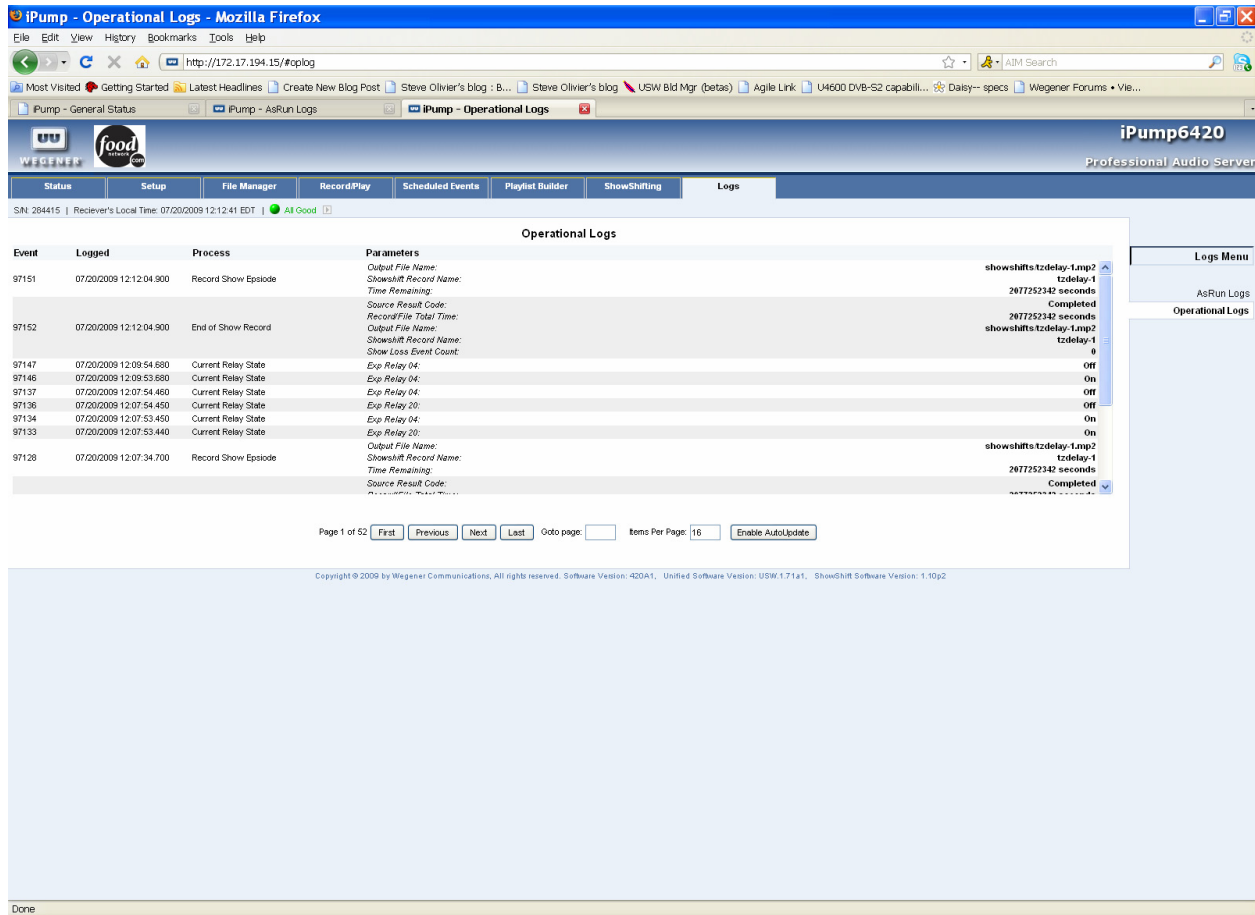 iPump - Operational Logs - Mozilla Firefox
File Edit View History Bookmarks Tools Help
http://172.17.194.15/#oplog AIM Search
Most Visited Getting Started Latest Headlines Create New Blog Post Steve Olivier's blog : B... Steve Olivier's blog USW Bld Mgr (betas) Agile Link U4600 DVB-S2 capabili... Daisy-- specs Wegener Forums • Vie...
iPump - General Status iPump - AsRun Logs iPump - Operational Logs
WEGENER food network .com iPump6420
Professional Audio Server
Status Setup File Manager Record/Play Scheduled Events Playlist Builder ShowShifting Logs
S/N: 284415 | Reciever's Local Time: 07/20/2009 12:12:41 EDT | All Good
Operational Logs
Logs Menu
AsRun Logs
Operational Logs
Event Logged Process Parameters
Output File Name: showshifts/tzdelay-1.mp2
97151 07/20/2009 12:12:04.900 Record Show Epsiode Showshift Record Name: tzdelay-1
Time Remaining: 2077252342 seconds
Source Result Code: Completed
Record/File Total Time: 2077252342 seconds
97152 07/20/2009 12:12:04.900 End of Show Record Output File Name: showshifts/tzdelay-1.mp2
Showshift Record Name: tzdelay-1
Show Loss Event Count: 0
97147 07/20/2009 12:09:54.680 Current Relay State Exp Relay 04: Off
97146 07/20/2009 12:09:53.680 Current Relay State Exp Relay 04: On
97137 07/20/2009 12:07:54.460 Current Relay State Exp Relay 04: Off
97136 07/20/2009 12:07:54.450 Current Relay State Exp Relay 20: Off
97134 07/20/2009 12:07:53.450 Current Relay State Exp Relay 04: On
97133 07/20/2009 12:07:53.440 Current Relay State Exp Relay 20: On
Output File Name: showshifts/tzdelay-1.mp2
97128 07/20/2009 12:07:34.700 Record Show Epsiode Showshift Record Name: tzdelay-1
Time Remaining: 2077252342 seconds
Source Result Code: Completed
Record/File Total Time: 2077252342 seconds
Page 1 of 52 First Previous Next Last Goto page: Items Per Page: 16 Enable AutoUpdate
Copyright © 2009 by Wegener Communications, All rights reserved. Software Version: 420A1, Unified Software Version: USW.1.71a1, ShowShift Software Version: 1.10p2
Done